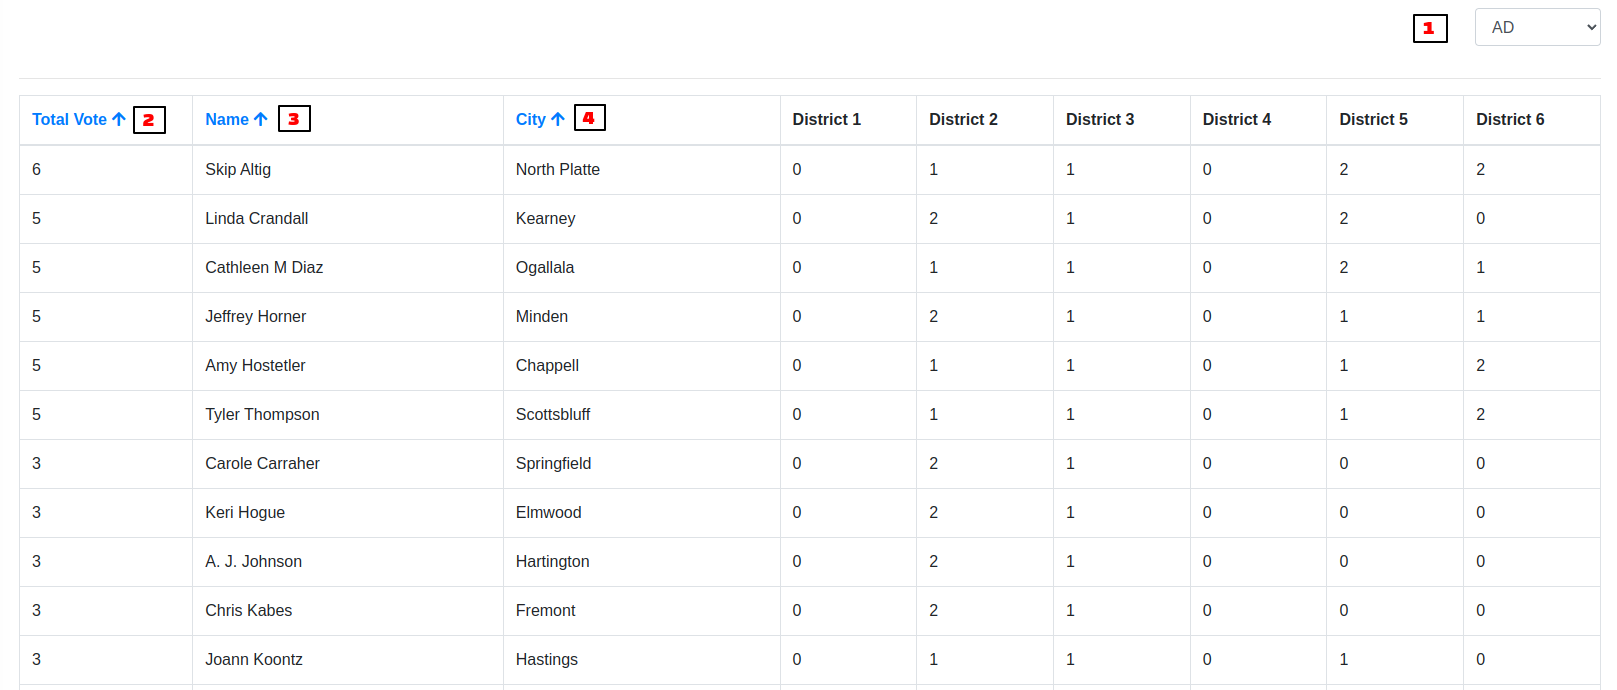 1 AD
Total Vote 2 Name 3 City 4 District 1 District 2 District 3 District 4 District 5 District 6
6 Skip Altig North Platte 0 1 1 0 2 2
5 Linda Crandall Kearney 0 2 1 0 2 0
5 Cathleen M Diaz Ogallala 0 1 1 0 2 1
5 Jeffrey Horner Minden 0 2 1 0 1 1
5 Amy Hostetler Chappell 0 1 1 0 1 2
5 Tyler Thompson Scottsbluff 0 1 1 0 1 2
3 Carole Carraher Springfield 0 2 1 0 0 0
3 Keri Hogue Elmwood 0 2 1 0 0 0
3 A. J. Johnson Hartington 0 2 1 0 0 0
3 Chris Kabes Fremont 0 2 1 0 0 0
3 Joann Koontz Hastings 0 1 1 0 1 0